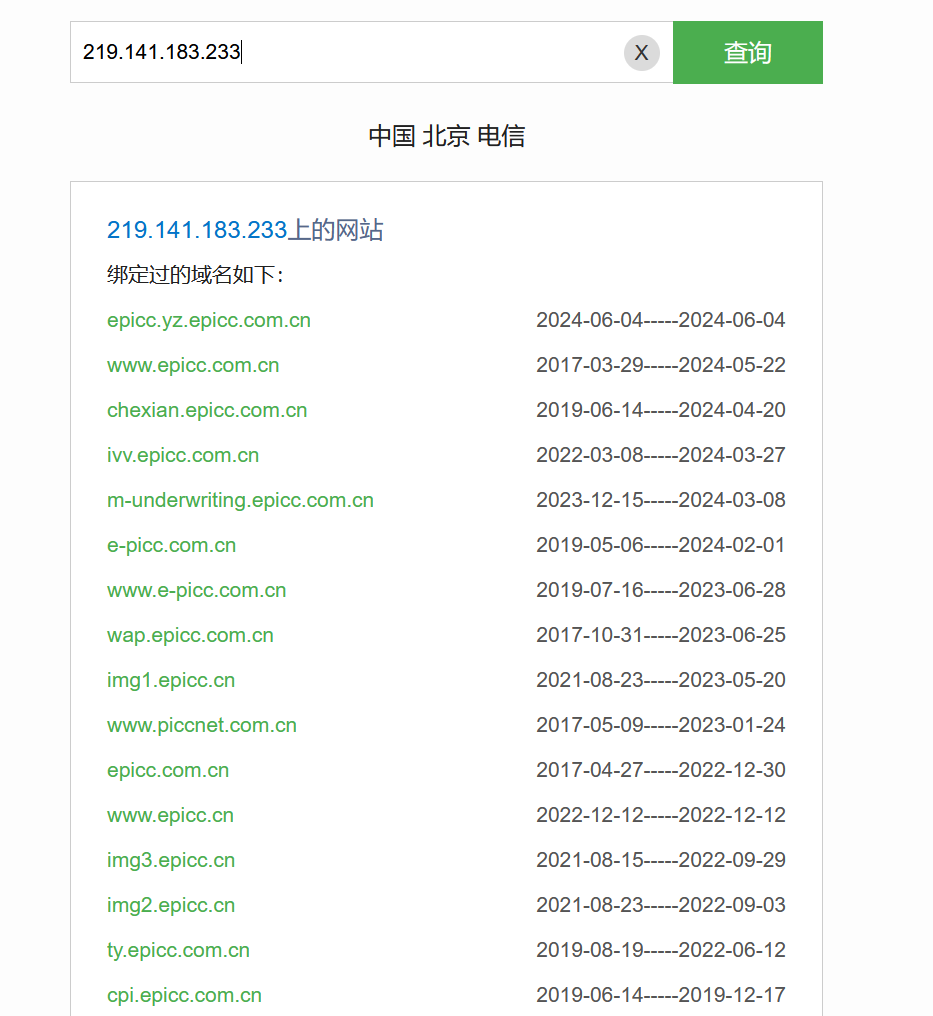 219.141.183.233 X 查询
中国 北京 电信
219.141.183.233上的网站
绑定过的域名如下：
epicc.yz.epicc.com.cn 2024-06-04-----2024-06-04
www.epicc.com.cn 2017-03-29-----2024-05-22
chexian.epicc.com.cn 2019-06-14-----2024-04-20
ivv.epicc.com.cn 2022-03-08-----2024-03-27
m-underwriting.epicc.com.cn 2023-12-15-----2024-03-08
e-picc.com.cn 2019-05-06-----2024-02-01
www.e-picc.com.cn 2019-07-16-----2023-06-28
wap.epicc.com.cn 2017-10-31-----2023-06-25
img1.epicc.cn 2021-08-23-----2023-05-20
www.piccnet.com.cn 2017-05-09-----2023-01-24
epicc.com.cn 2017-04-27-----2022-12-30
www.epicc.cn 2022-12-12-----2022-12-12
img3.epicc.cn 2021-08-15-----2022-09-29
img2.epicc.cn 2021-08-23-----2022-09-03
ty.epicc.com.cn 2019-08-19-----2022-06-12
cpi.epicc.com.cn 2019-06-14-----2019-12-17